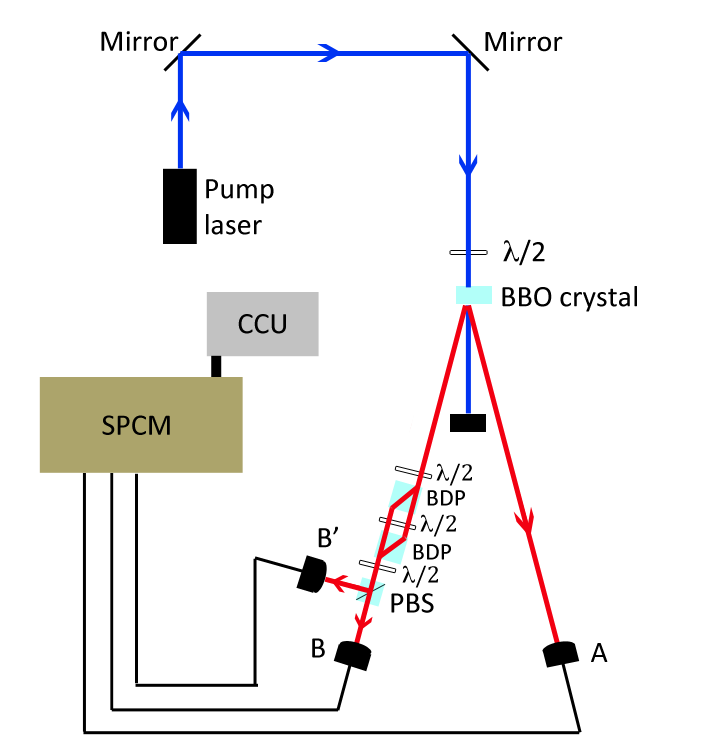 Mirror
Mirror
Pump
laser
λ/2
BBO crystal
CCU
SPCM
λ/2
BDP
λ/2
B’
BDP
λ/2
PBS
B
A